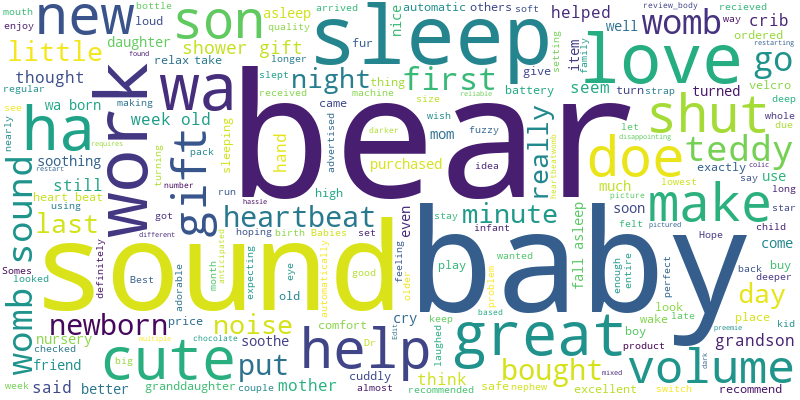 new
son
sleep
love
womb
crib
go
night
first
little
shower gift
daughter
loud
bottle
mouth
enjoy
relax
take
asleep
quality
slept
received
fur
longer
machine
thing
automatic
others
soft
nice
arrived
helped
well
item
family
setting
give
battery
size
seem
turn
strap
turned
velcro
ordered
review_body
way
recieved
found
restarting
deep
whole
due
work
wa
bear
shut
ha
doe
teddy
thought
regular
see
making
wa born
week old
came
advertised
wish
fuzzy
mom
darker
reliable
really
let
disappointing
nearly
soothing
requires
restart
turning
pack
sleeping
hand
purchased
idea
exactly
colic
say
use
still
heart beat
using
number
got
run
high
heartbeatwomb
much
lowest
picture
make
long
star
womb sound
last
gift
hassle
heartbeat
minute
soon
felt
pictured
child
different
hoping
birth Babies
set
even
stay
infant
Hope
come
Somes
looked
definitely
sound
baby
fall asleep
Best
adorable
month
anticipated
expecting
eye
old
automatically
good
feeling
older
play
wanted
problem
based
enough
entire
perfect
back
deeper
buy
look
wake
late
day
place
kid
newborn
noise
price
nursery
checked
friend
cute
put
soothe
comfort
chocolate
multiple
big
help
Dr
cry
Edit
keep
laughed
great
boy
product
preemie
grandson
dark
week
said
better
granddaughter
couple
mother
cuddly
almost
recommended
think
safe
nephew
bought
excellent
mixed
volume
switch
recommend